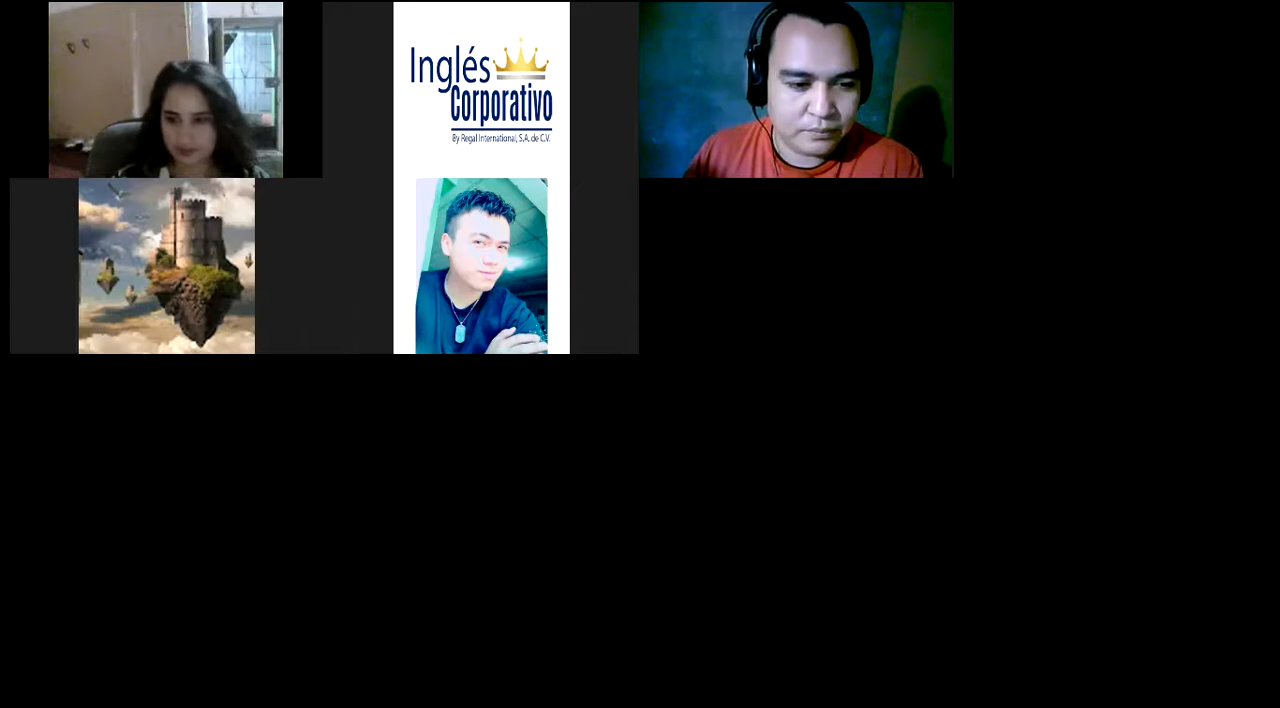 Inglés
Corporativo
By Regal International, S.A. de C.V.